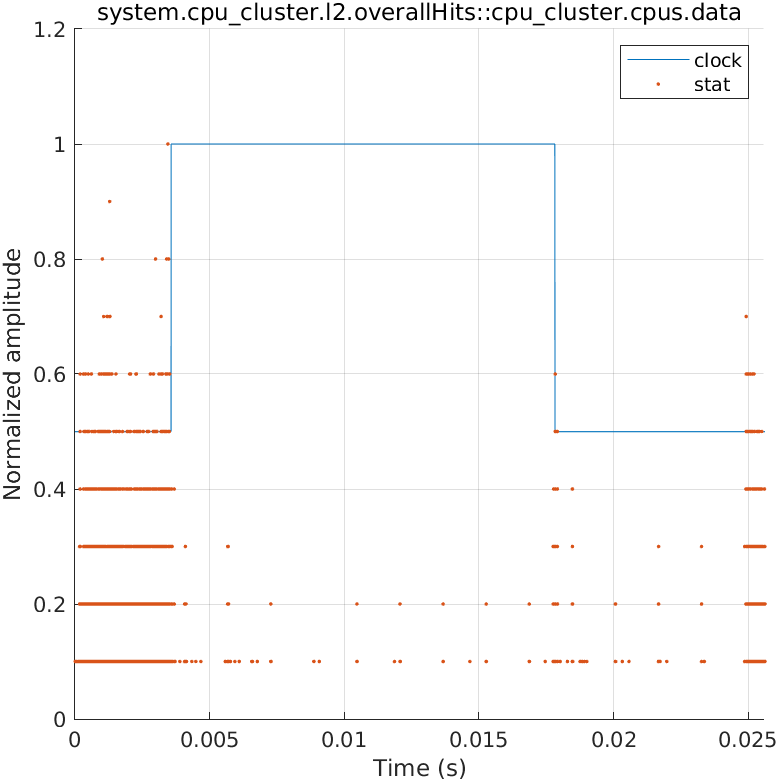 system.cpu_cluster.l2.overallHits::cpu_cluster.cpus.data
1.2
clock
stat
1
0.8
Normalized amplitude
0.6
0.4
0.2
0
0 0.005 0.01 0.015 0.02 0.025
Time (s)